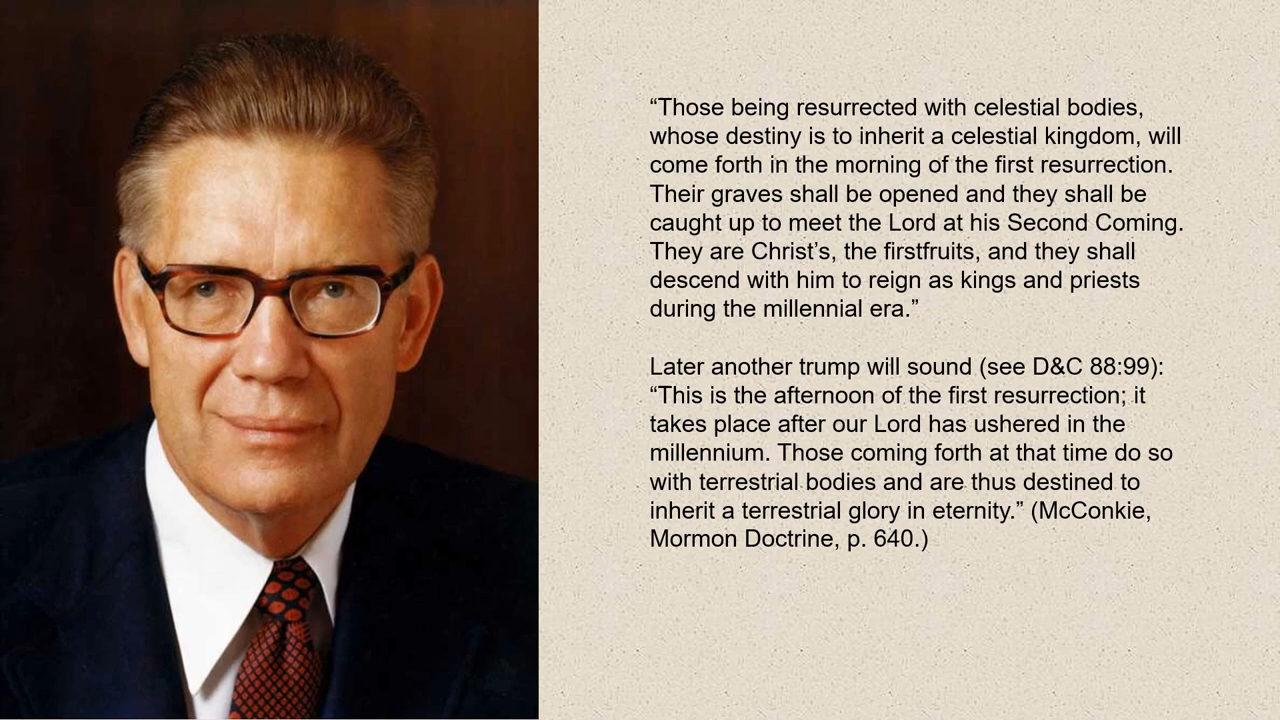 “Those being resurrected with celestial bodies,
whose destiny is to inherit a celestial kingdom, will
come forth in the morning of the first resurrection.
Their graves shall be opened and they shall be
caught up to meet the Lord at his Second Coming.
They are Christ’s, the firstfruits, and they shall
descend with him to reign as kings and priests
during the millennial era.”
Later another trump will sound (see D&C 88:99):
“This is the afternoon of the first resurrection; it
takes place after our Lord has ushered in the
millennium. Those coming forth at that time do so
with terrestrial bodies and are thus destined to
inherit a terrestrial glory in eternity.” (McConkie,
Mormon Doctrine, p. 640.)